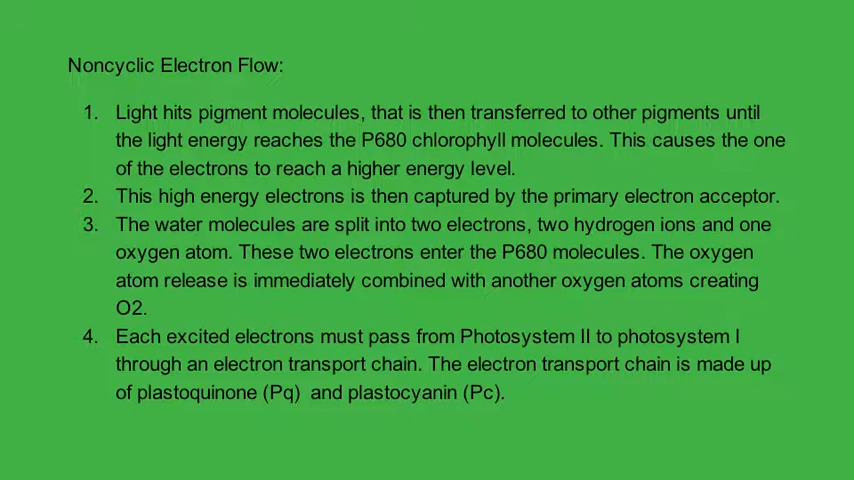 Noncyclic Electron Flow:
1. Light hits pigment molecules, that is then transferred to other pigments until
the light energy reaches the P680 chlorophyll molecules. This causes the one
of the electrons to reach a higher energy level.
2. This high energy electrons is then captured by the primary electron acceptor.
3. The water molecules are split into two electrons, two hydrogen ions and one
oxygen atom. These two electrons enter the P680 molecules. The oxygen
atom release is immediately combined with another oxygen atoms creating
O2.
4. Each excited electrons must pass from Photosystem II to photosystem I
through an electron transport chain. The electron transport chain is made up
of plastoquinone (Pq)  and plastocyanin (Pc).